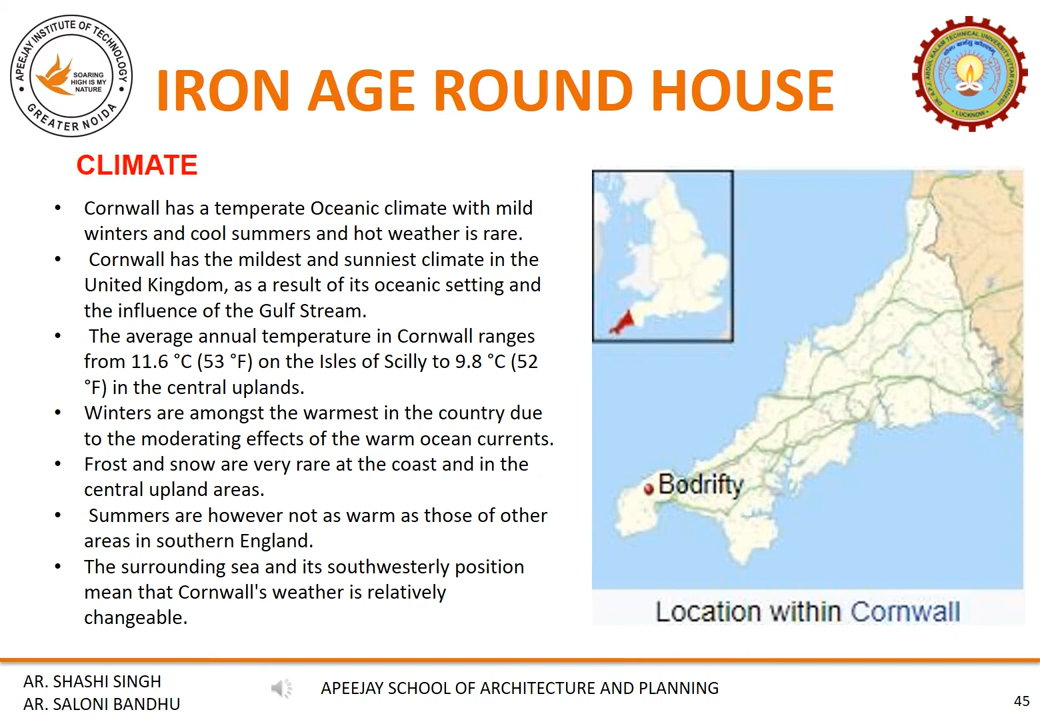 APEEJAY INSTITUTE OF TECHNOLOGY
SOARING
HIGH IS MY
NATURE
GREATER NOIDA
IRON AGE ROUND HOUSE
DR. A.P.J. ABDUL KALAM TECHNICAL UNIVERSITY UTTAR PRADESH
LUCKNOW
CLIMATE
• Cornwall has a temperate Oceanic climate with mild
winters and cool summers and hot weather is rare.
• Cornwall has the mildest and sunniest climate in the
United Kingdom, as a result of its oceanic setting and
the influence of the Gulf Stream.
• The average annual temperature in Cornwall ranges
from 11.6 °C (53 °F) on the Isles of Scilly to 9.8 °C (52
°F) in the central uplands.
• Winters are amongst the warmest in the country due
to the moderating effects of the warm ocean currents.
• Frost and snow are very rare at the coast and in the
central upland areas.
• Summers are however not as warm as those of other
areas in southern England.
• The surrounding sea and its southwesterly position
mean that Cornwall's weather is relatively
changeable.
Bodrifty
Location within Cornwall
AR. SHASHI SINGH
AR. SALONI BANDHU
APEEJAY SCHOOL OF ARCHITECTURE AND PLANNING
45